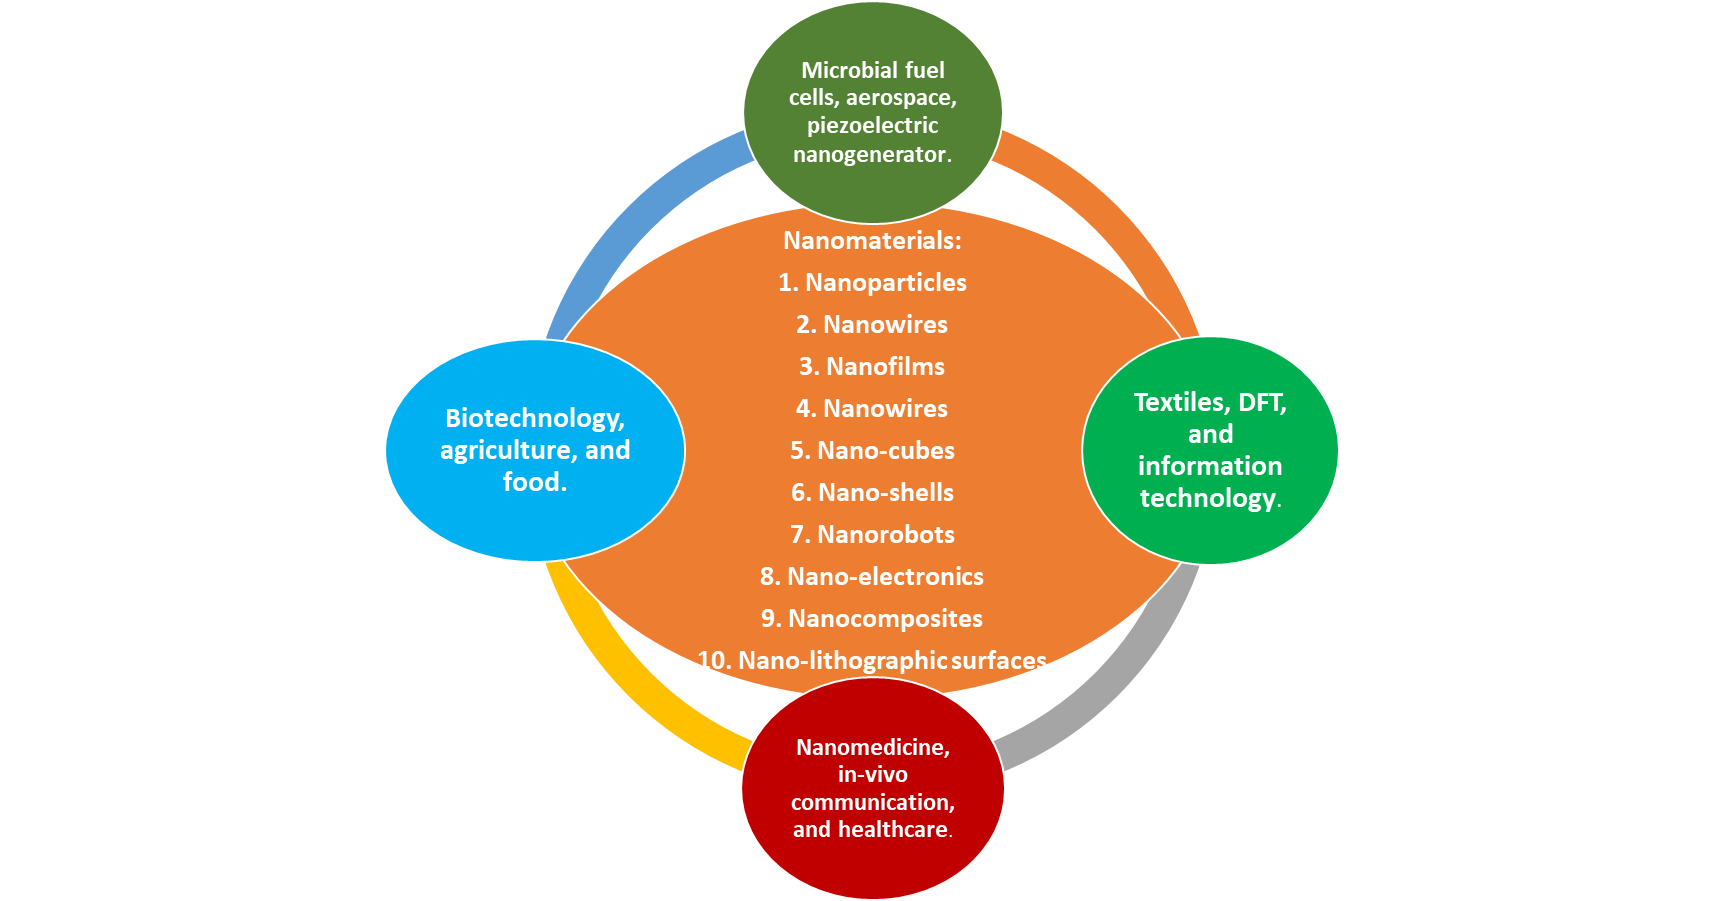 Microbial fuel
cells, aerospace,
piezoelectric
nanogenerator.
Nanomaterials:
1. Nanoparticles
2. Nanowires
3. Nanofilms
4. Nanowires
5. Nano-cubes
6. Nano-shells
7. Nanorobots
8. Nano-electronics
9. Nanocomposites
10. Nano-lithographic surfaces
Biotechnology,
agriculture, and
food.
Textiles, DFT,
and
information
technology.
Nanomedicine,
in-vivo
communication,
and healthcare.